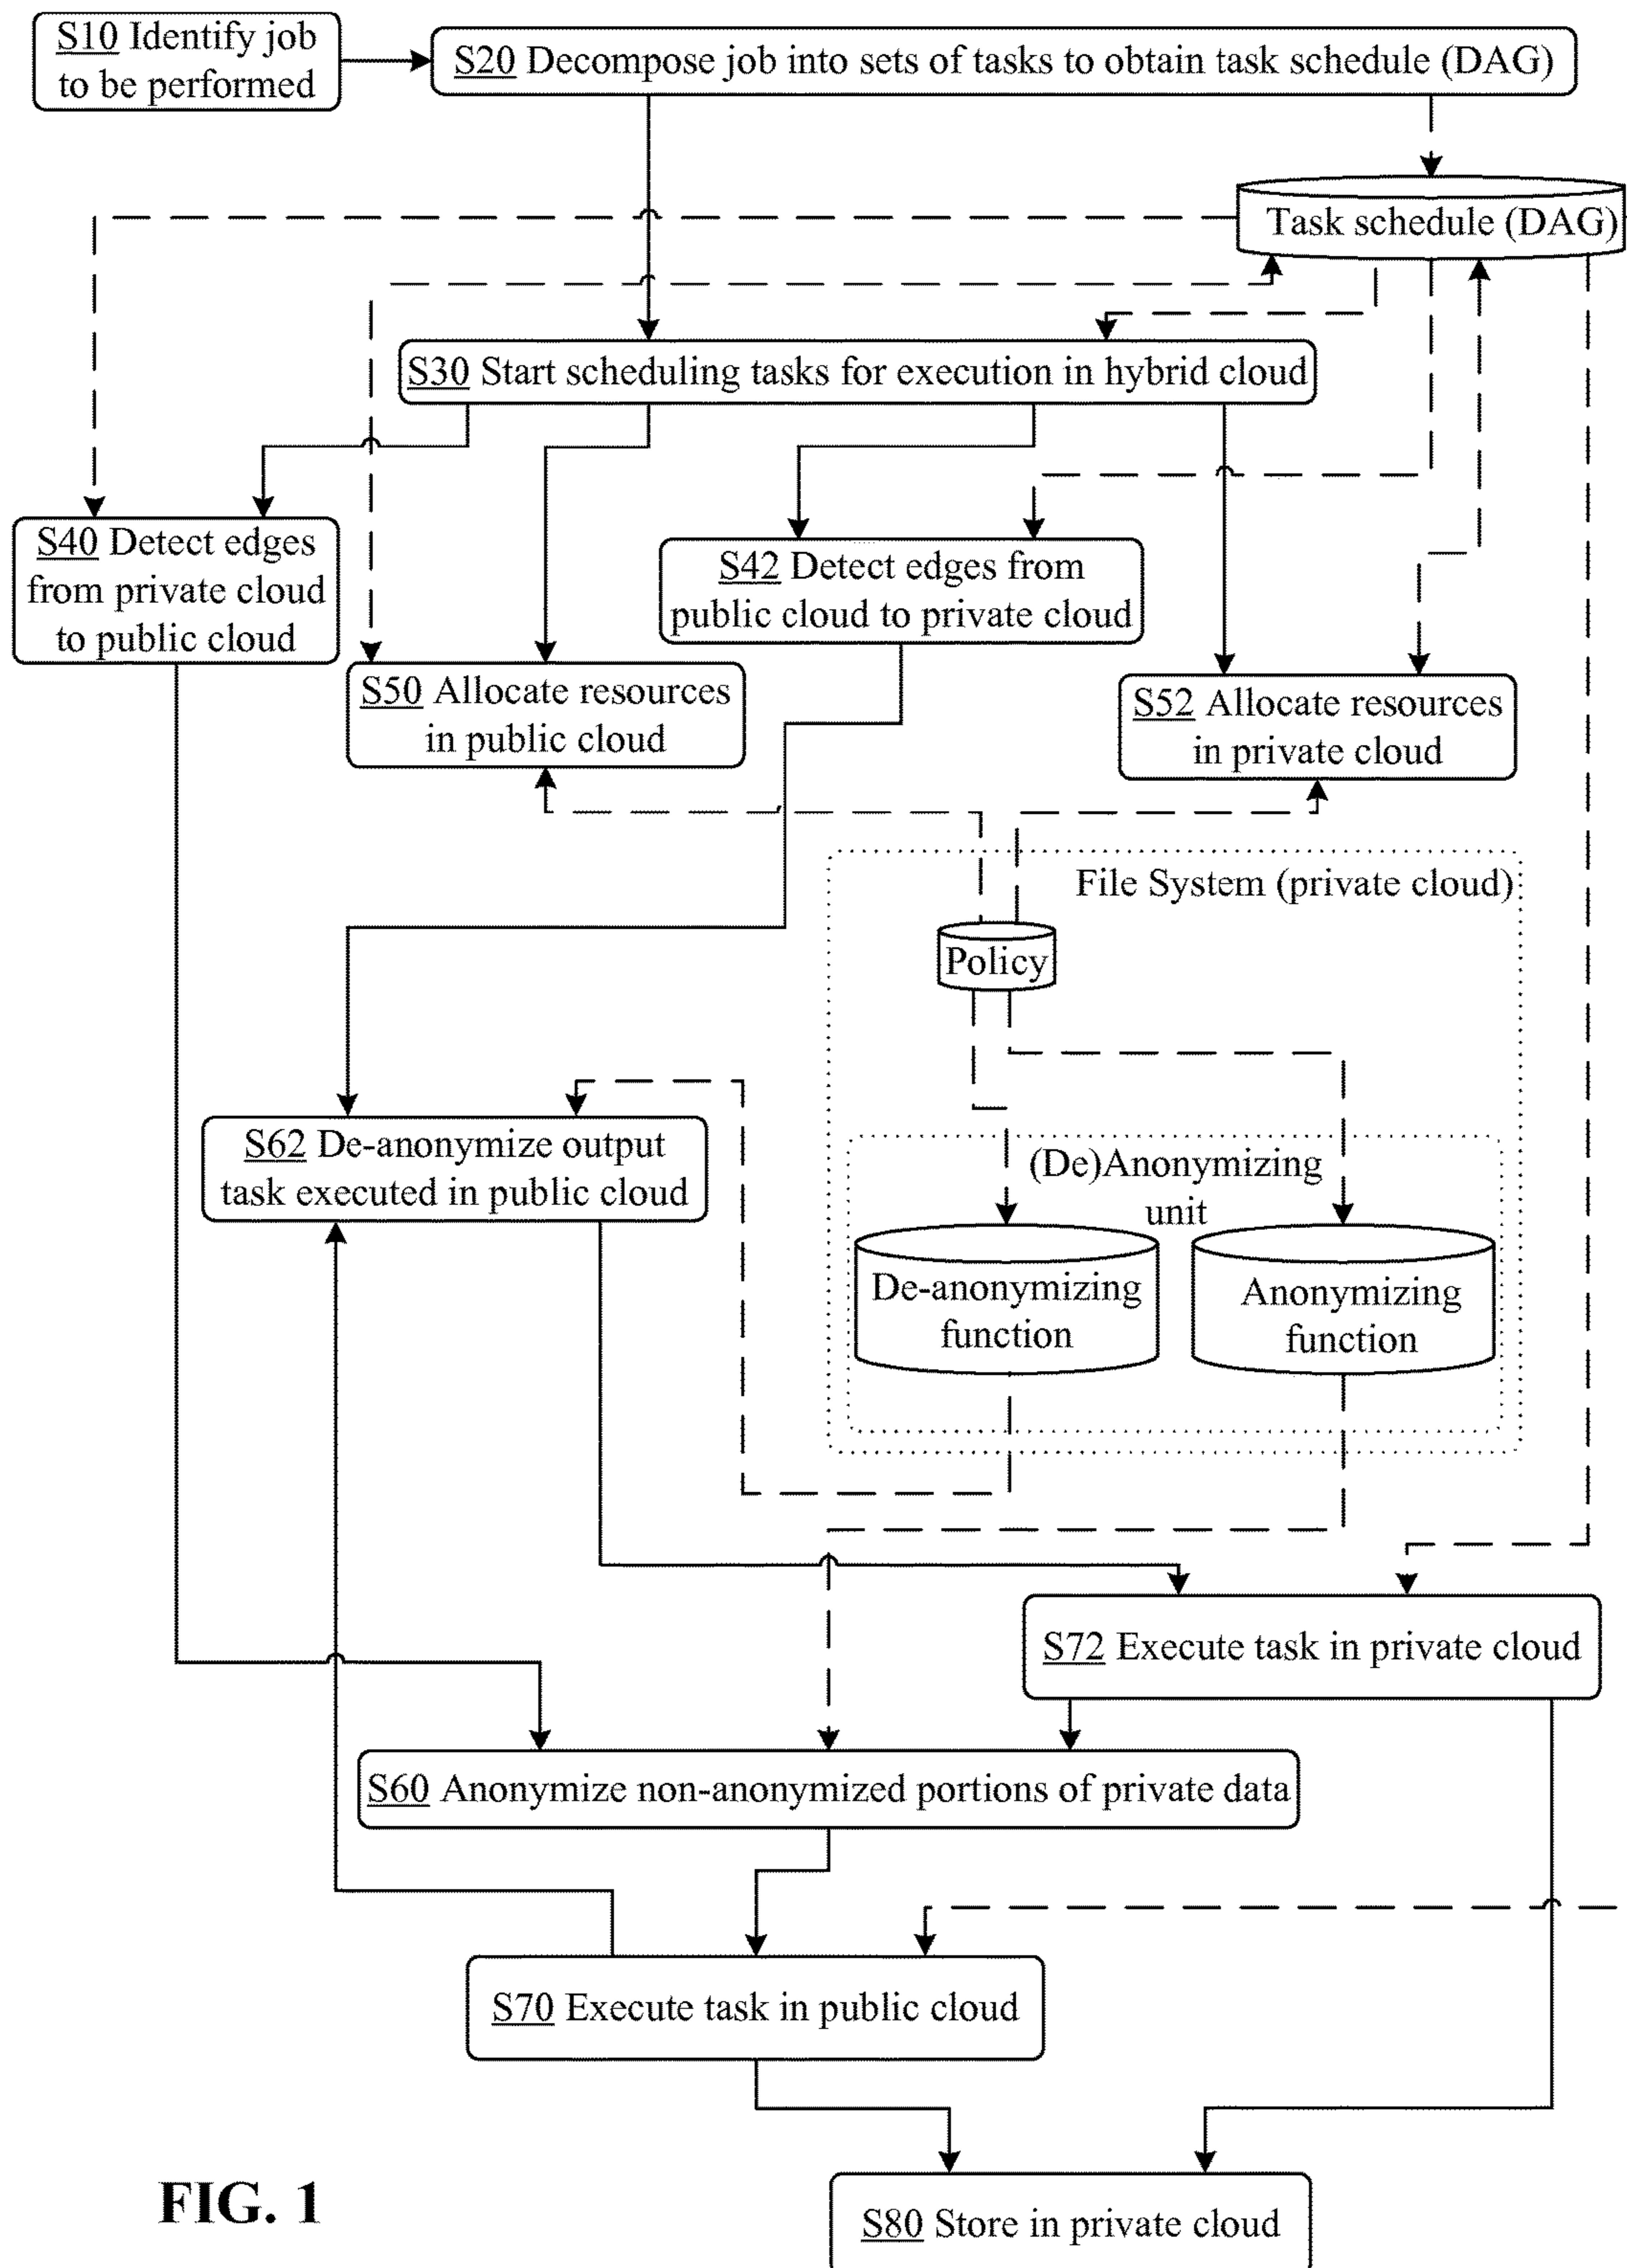 S10 Identify job
to be performed
S20 Decompose job into sets of tasks to obtain task schedule (DAG)
Task schedule (DAG)
S30 Start scheduling tasks for execution in hybrid cloud
S40 Detect edges
from private cloud
to public cloud
S42 Detect edges from
public cloud to private cloud
S50 Allocate resources
in public cloud
S52 Allocate resources
in private cloud
File System (private cloud)
Policy
S62 De-anonymize output
task executed in public cloud
(De)Anonymizing
unit
De-anonymizing
function
Anonymizing
function
S72 Execute task in private cloud
S60 Anonymize non-anonymized portions of private data
S70 Execute task in public cloud
FIG. 1
S80 Store in private cloud